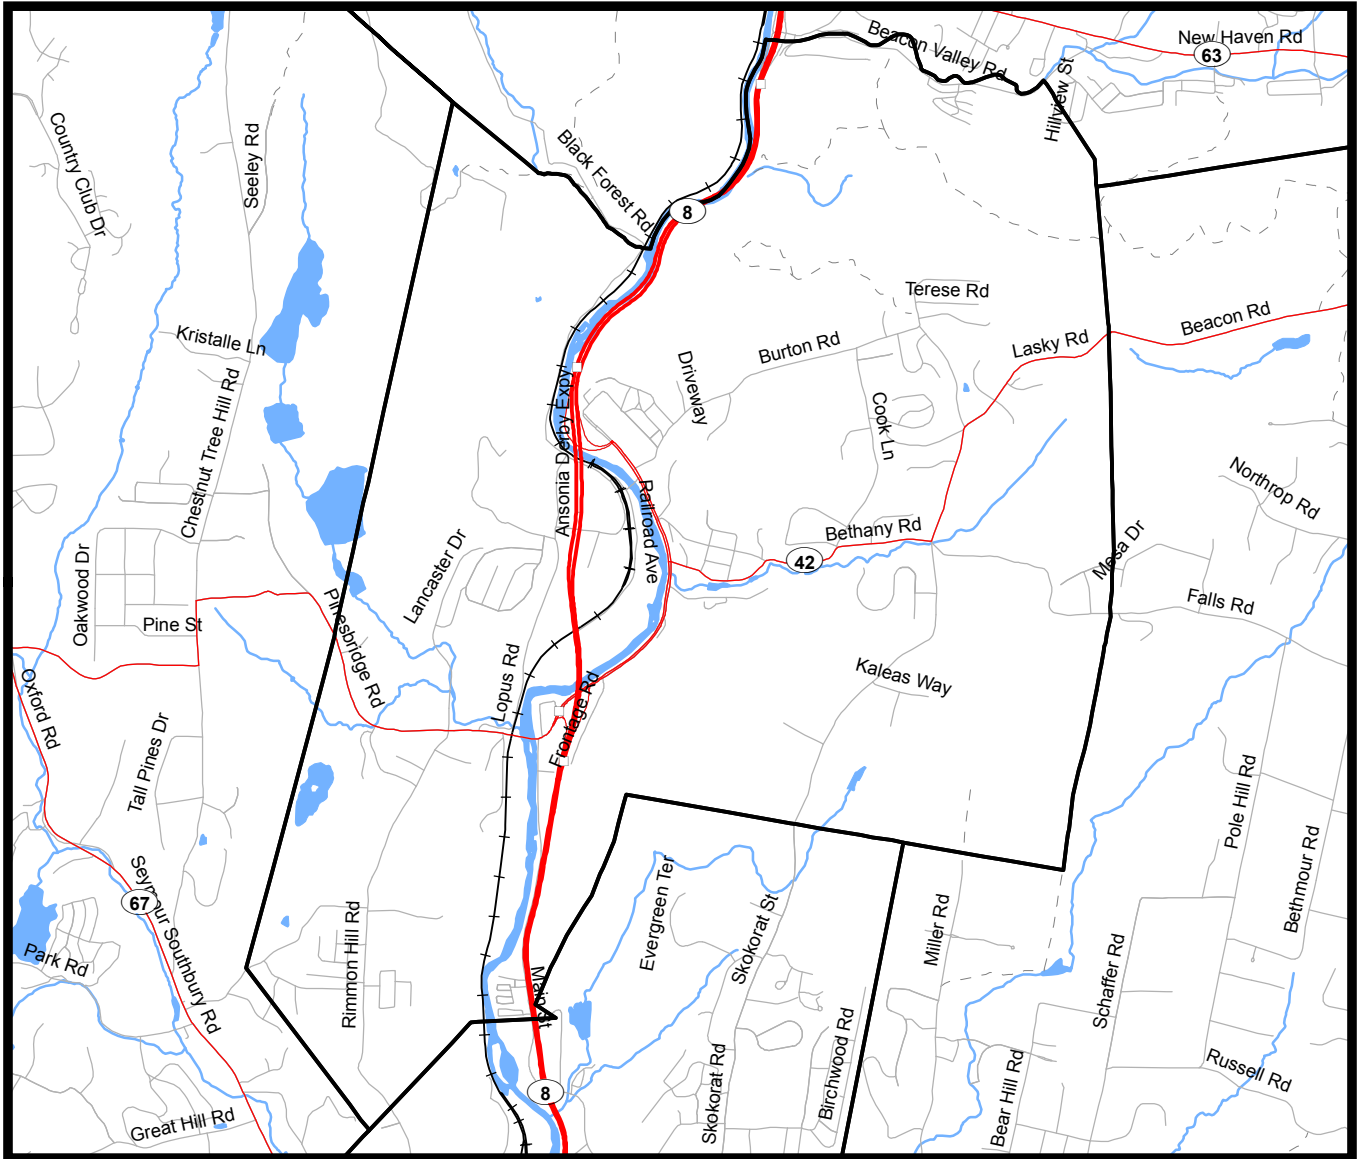 Beacon Valley Rd
New Haven Rd
63
Hillview St
Country Club Dr
Seeley Rd
Black Forest Rd
8
Terese Rd
Beacon Rd
Kristalle Ln
Burton Rd
Lasky Rd
Driveway
Chestnut Tree Hill Rd
Ansonia Derby Expy
Cook Ln
Northrop Rd
Railroad Ave
Bethany Rd
42
Mesa Dr
Lancaster Dr
Oakwood Dr
Pine St
Pinesbridge Rd
Falls Rd
Oxford Rd
Lopus Rd
Kaleas Way
Frontage Rd
Tall Pines Dr
Pole Hill Rd
Bethmour Rd
67
Seymour Southbury Rd
Evergreen Ter
Skokorat St
Miller Rd
Park Rd
Rimmon Hill Rd
Main St
Schaffer Rd
8
Skokorat Rd
Birchwood Rd
Bear Hill Rd
Russell Rd
Great Hill Rd